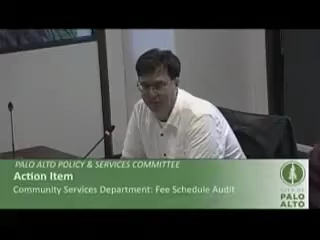 PALO ALTO POLICY & SERVICES COMMITTEE
Action Item
Community Services Department: Fee Schedule Audit
CITY OF
PALO
ALTO